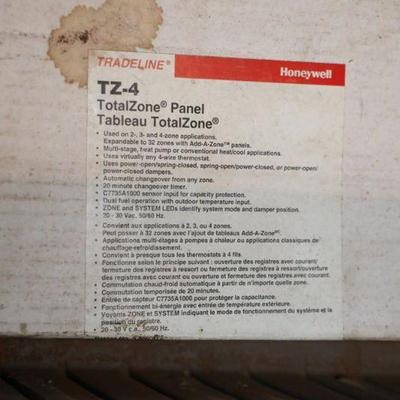 TRADELINE®
Honeywell
TZ-4
TotalZone® Panel
Tableau TotalZone®
• Used on 2-, 3- and 4-zone applications.
Expandable to 32 zones with Add-A-Zone™ panels.
• Multi-stage, heat pump or conventional heat/cool applications.
• Uses virtually any 4-wire thermostat.
• Uses power-open/spring-closed, spring-open/power-closed, or power-open/
power-closed dampers.
• Automatic changeover from any zone.
• 20 minute changeover timer.
• C7735A1000 sensor input for capacity protection.
• Dual fuel operation with outdoor temperature input.
• ZONE and SYSTEM LEDs identify system mode and damper position.
• 20 - 30 Vac. 50/60 Hz.
• Convient aux applications à 2, 3, ou 4 zones.
• Peut passer à 32 zones avec l'ajout de tableaux Add-A-Zone™.
• Applications multi-étages à pompes à chaleur ou applications classiques de
chauffage-refroidissement.
• Convient à presque tous les thermostats à 4 fils.
• Fonctionne selon le principe suivant : ouverture des registres avec courant/
fermeture des registres à ressort ou ouverture des registres à ressort/fermeture
des registres avec courant ou ouverture et fermeture des registres avec courant.
• Commutation chaud-froid automatique à partir de n'importe quelle zone.
• Commutation temporisée de 20 minutes.
• Entrée de capteur C7735A1000 pour protéger la capacitance.
• Fonctionnement bi-énergie avec entrée de température extérieure.
• Voyants ZONE et SYSTEM indiquant le mode de fonctionnement du système et la
position du registre.
• 20 - 30 V c.a., 50/60 Hz.